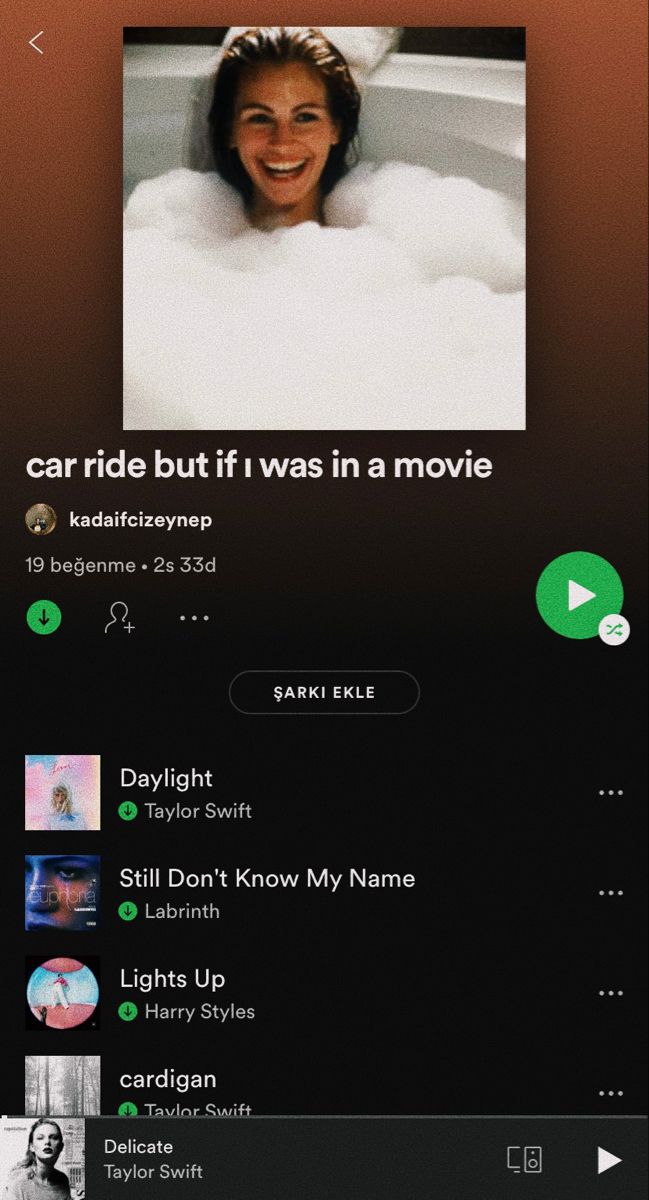 car ride but if ı was in a movie
kadaifcizeynep
19 beğenme • 2s 33d
ŞARKI EKLE
Daylight
Taylor Swift
Still Don't Know My Name
Labrinth
euphoria
Lights Up
Harry Styles
cardigan
Taylor Swift
Delicate
Taylor Swift